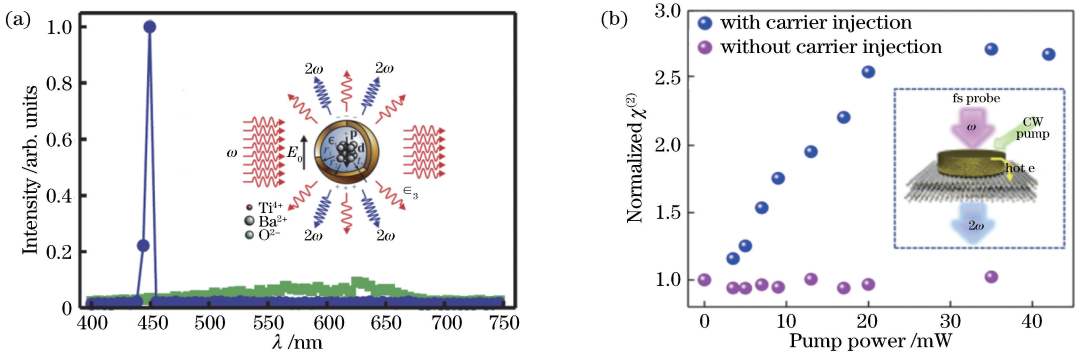 (a)
Intensity /arb. units
1.0
0.8
0.6
0.4
0.2
0
400
450
500
550
600
650
700
750
λ /nm
2ω
2ω
ω
E₀
ϵ
r
p
d
ϵ₃
Ti⁴⁺
Ba²⁺
O²⁻
2ω
2ω
(b)
Normalized χ⁽²⁾
3.0
2.5
2.0
1.5
1.0
0
10
20
30
40
Pump power /mW
with carrier injection
without carrier injection
fs probe
ω
CW
pump
hot e
2ω